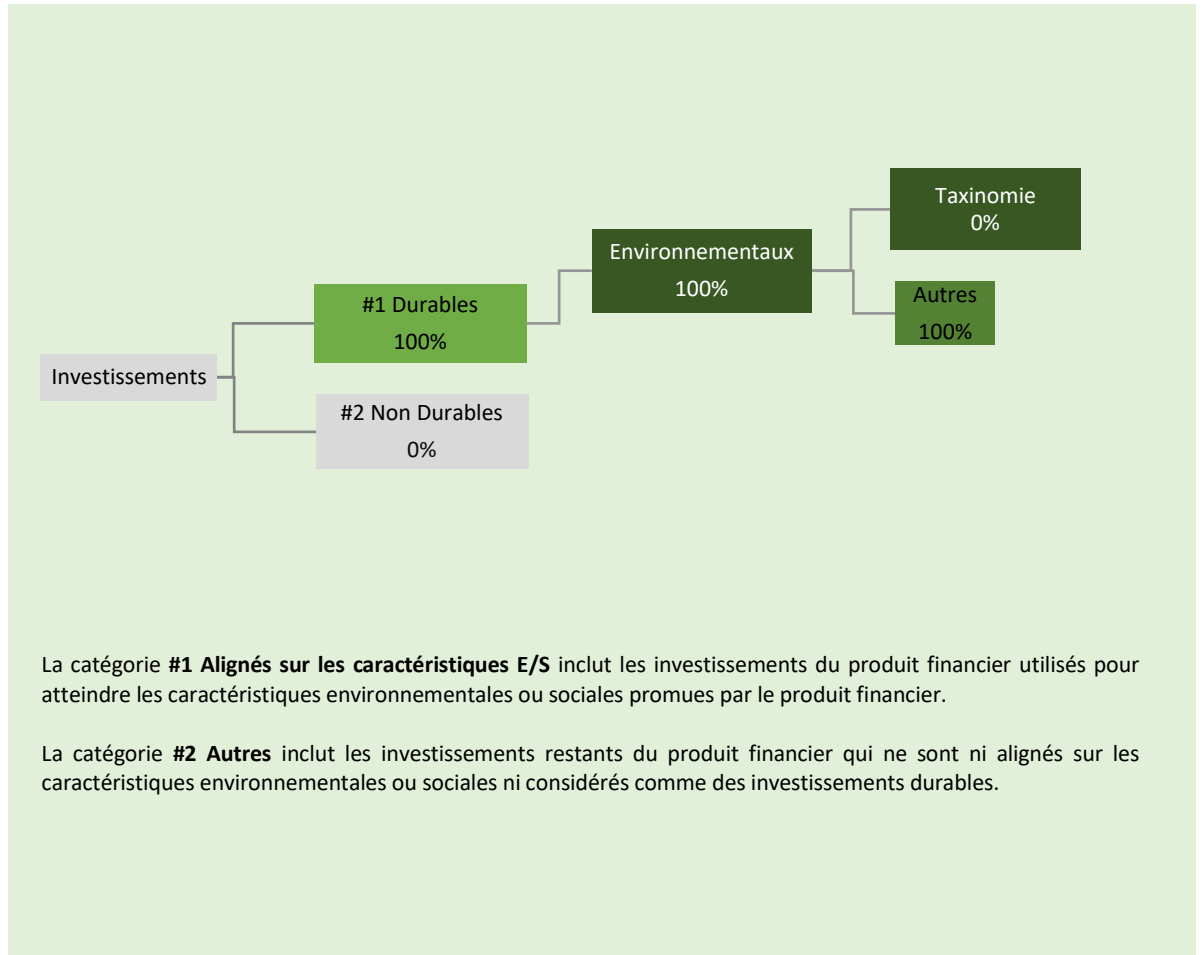 Taxinomie
0%
Environnementaux
100%
#1 Durables
100%
Autres
100%
Investissements
#2 Non Durables
0%
La catégorie #1 Alignés sur les caractéristiques E/S inclut les investissements du produit financier utilisés pour
atteindre les caractéristiques environnementales ou sociales promues par le produit financier.
La catégorie #2 Autres inclut les investissements restants du produit financier qui ne sont ni alignés sur les
caractéristiques environnementales ou sociales ni considérés comme des investissements durables.